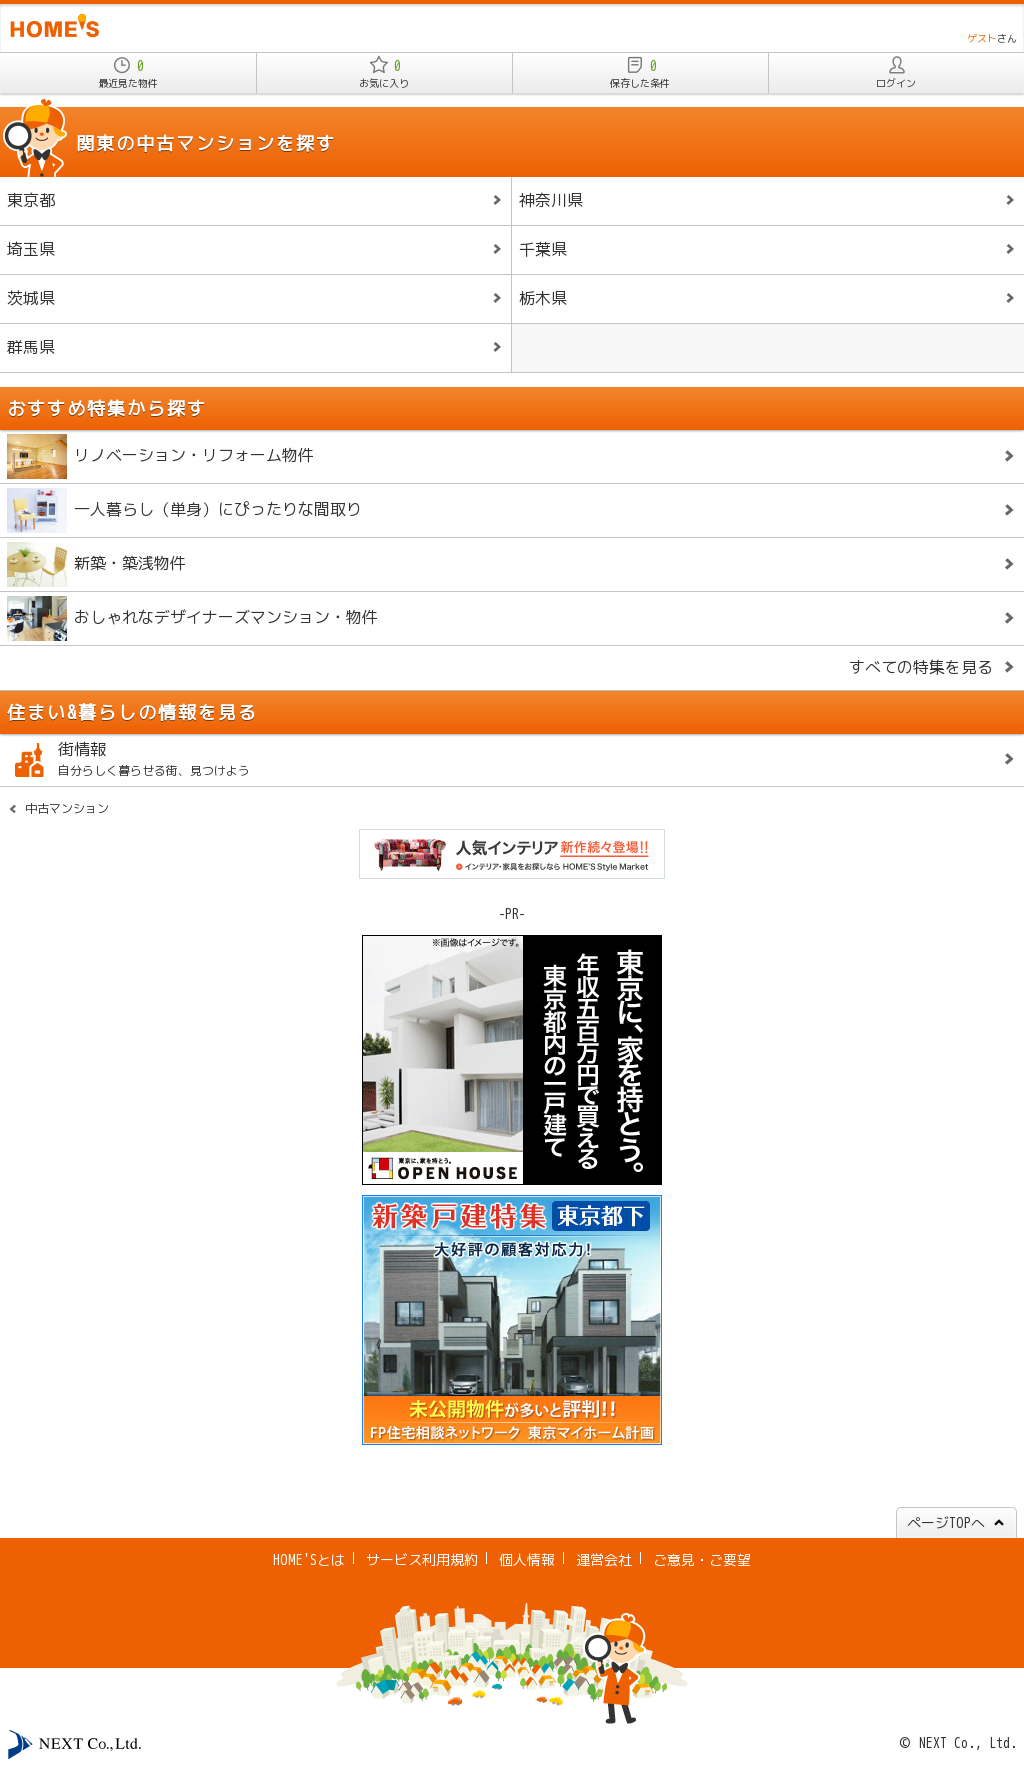 HOME'S
ゲストさん
0
最近見た物件
0
お気に入り
0
保存した条件
ログイン
関東の中古マンションを探す
東京都
神奈川県
埼玉県
千葉県
茨城県
栃木県
群馬県
おすすめ特集から探す
リノベーション・リフォーム物件
一人暮らし（単身）にぴったりな間取り
新築・築浅物件
おしゃれなデザイナーズマンション・物件
すべての特集を見る
住まい&暮らしの情報を見る
街情報
自分らしく暮らせる街、見つけよう
中古マンション
人気インテリア新作続々登場!!
インテリア・家具をお探しなら HOME'S Style Market
-PR-
※画像はイメージです。
東京に、家を持とう。
年収五百万円で買える
東京都内の一戸建て
東京に、家を持とう。
OPEN HOUSE
新築戸建特集 東京都下
大好評の顧客対応力!
未公開物件が多いと評判!!
FP住宅相談ネットワーク 東京マイホーム計画
ページTOPへ
HOME'Sとは | サービス利用規約 | 個人情報 | 運営会社 | ご意見・ご要望
NEXT Co.,Ltd.
© NEXT Co., Ltd.